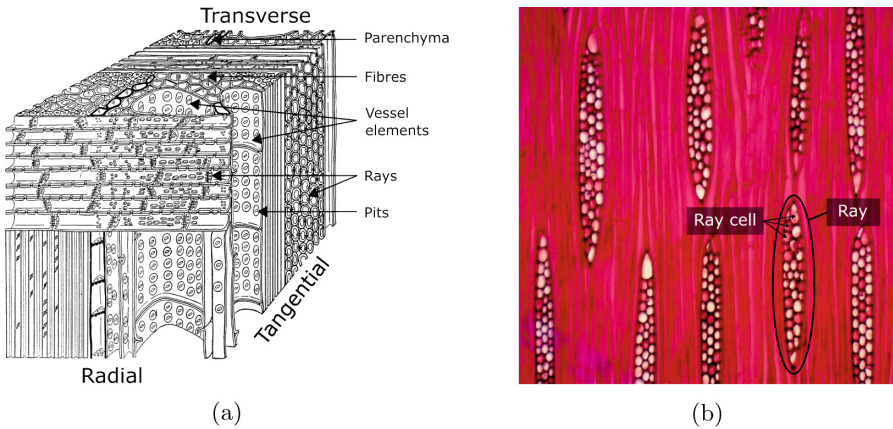 Transverse
Parenchyma
Fibres
Vessel
elements
Rays
Pits
Tangential
Radial
(a)
Ray cell
Ray
(b)